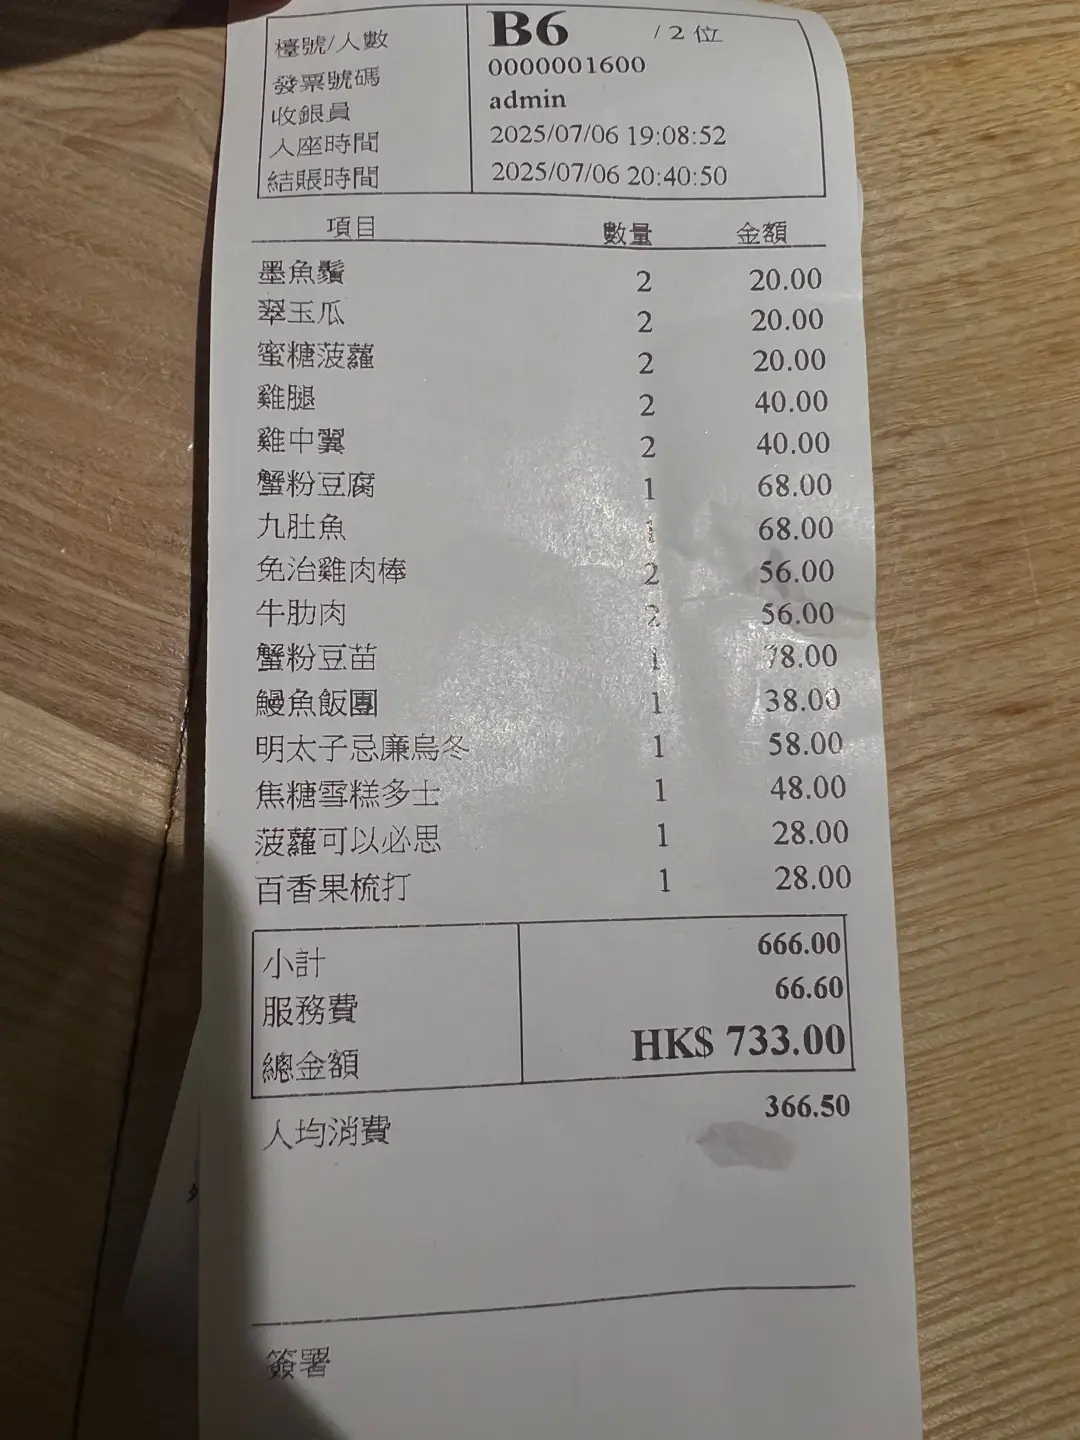 檯號/人數 B6 /2 位
發票號碼 0000001600
收銀員 admin
入座時間 2025/07/06 19:08:52
結賬時間 2025/07/06 20:40:50
項目 數量 金額
墨魚鬚 2 20.00
翠玉瓜 2 20.00
蜜糖菠蘿 2 20.00
雞腿 2 40.00
雞中翼 2 40.00
蟹粉豆腐 1 68.00
九肚魚 1 68.00
免治雞肉棒 2 56.00
牛肋肉 2 56.00
蟹粉豆苗 1 78.00
鰻魚飯團 1 38.00
明太子忌廉烏冬 1 58.00
焦糖雪糕多士 1 48.00
菠蘿可以必思 1 28.00
百香果梳打 1 28.00
小計 666.00
服務費 66.60
總金額 HK$ 733.00
人均消費 366.50
簽署